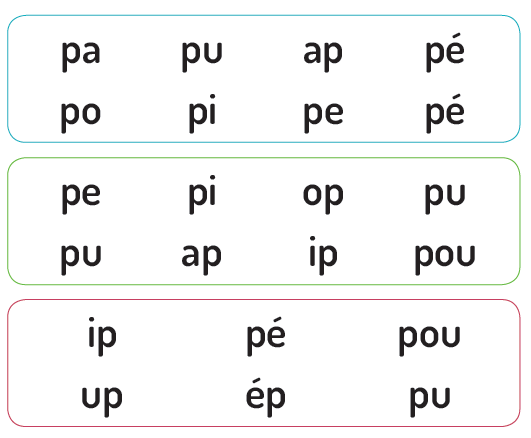 pa pu ap pé
po pi pe pé
pe pi op pu
pu ap ip pou
ip pé pou
up ép pu